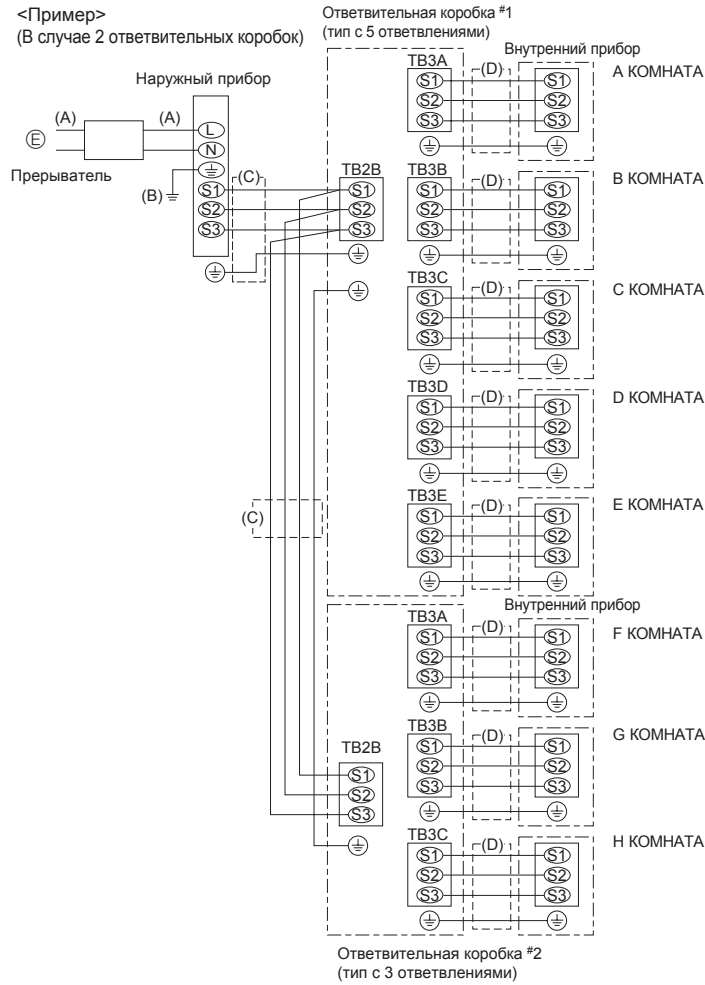 <Пример>
(В случае 2 ответвительных коробок)
Ответвительная коробка #1
(тип с 5 ответвлениями)
Внутренний прибор
Наружный прибор
(A)
(A)
E
Прерыватель
(B)
L
N
S1
S2
S3
(C)
TB2B
S1
S2
S3
TB3A
S1
S2
S3
(D)
S1
S2
S3
A КОМНАТА
TB3B
S1
S2
S3
(D)
S1
S2
S3
B КОМНАТА
TB3C
S1
S2
S3
(D)
S1
S2
S3
C КОМНАТА
TB3D
S1
S2
S3
(D)
S1
S2
S3
D КОМНАТА
TB3E
S1
S2
S3
(D)
S1
S2
S3
E КОМНАТА
(C)
Внутренний прибор
TB3A
S1
S2
S3
(D)
S1
S2
S3
F КОМНАТА
TB2B
S1
S2
S3
TB3B
S1
S2
S3
(D)
S1
S2
S3
G КОМНАТА
TB3C
S1
S2
S3
(D)
S1
S2
S3
H КОМНАТА
Ответвительная коробка #2
(тип с 3 ответвлениями)